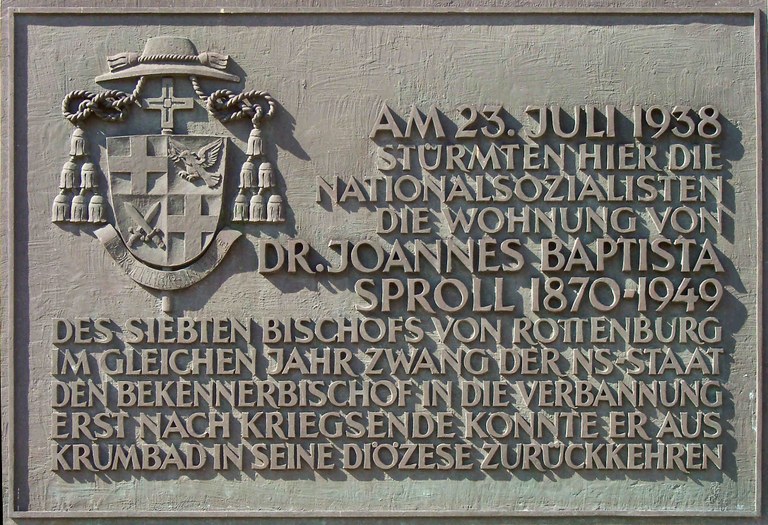 AM 23. JULI 1938
STÜRMTEN HIER DIE
NATIONALSOZIALISTEN
DIE WOHNUNG VON
DR. JOANNES BAPTISTA
SPROLL 1870-1949
DES SIEBTEN BISCHOFS VON ROTTENBURG
IM GLEICHEN JAHR ZWANG DER NS-STAAT
DEN BEKENNERBISCHOF IN DIE VERBANNUNG
ERST NACH KRIEGSENDE KONNTE ER AUS
KRUMBAD IN SEINE DIÖZESE ZURÜCKKEHREN